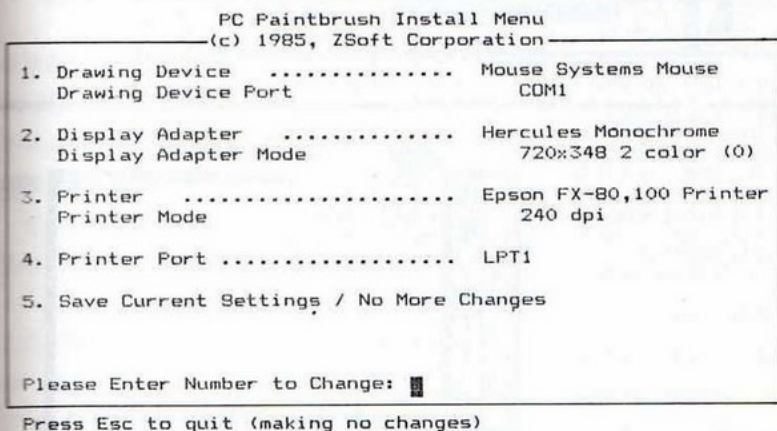 PC Paintbrush Install Menu
(c) 1985, ZSoft Corporation
1. Drawing Device ............... Mouse Systems Mouse
Drawing Device Port COM1
2. Display Adapter .............. Hercules Monochrome
Display Adapter Mode 720x348 2 color (0)
3. Printer ....................... Epson FX-80,100 Printer
Printer Mode 240 dpi
4. Printer Port ................... LPT1
5. Save Current Settings / No More Changes
Please Enter Number to Change:
Press Esc to quit (making no changes)